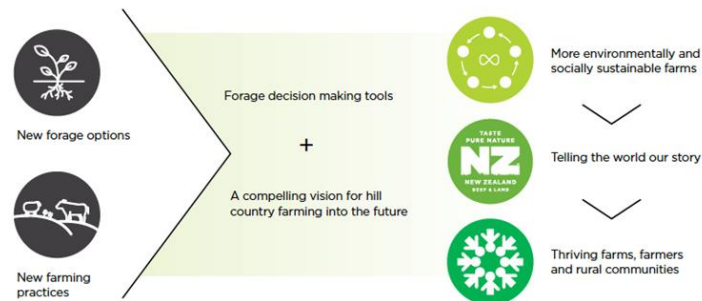 New forage options
New farming
practices
Forage decision making tools
+
A compelling vision for hill
country farming into the future
More environmentally and
socially sustainable farms
TASTE
PURE NATURE
NZ
NEW ZEALAND
BEEF & LAMB
Telling the world our story
Thriving farms, farmers
and rural communities